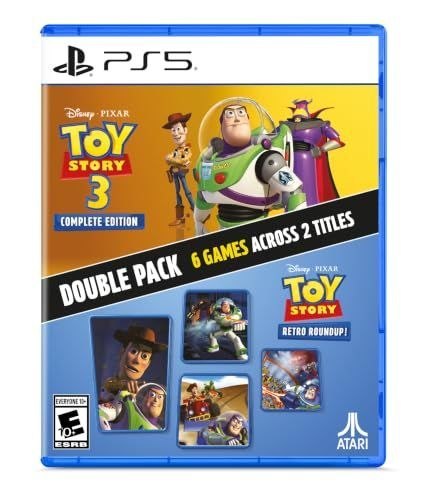 PS5
Disney · PIXAR
TOY
STORY
3
COMPLETE EDITION
DOUBLE PACK 6 GAMES ACROSS 2 TITLES
Disney · PIXAR
TOY
STORY
RETRO ROUNDUP!
EVERYONE 10+
E
10+
ESRB
ATARI